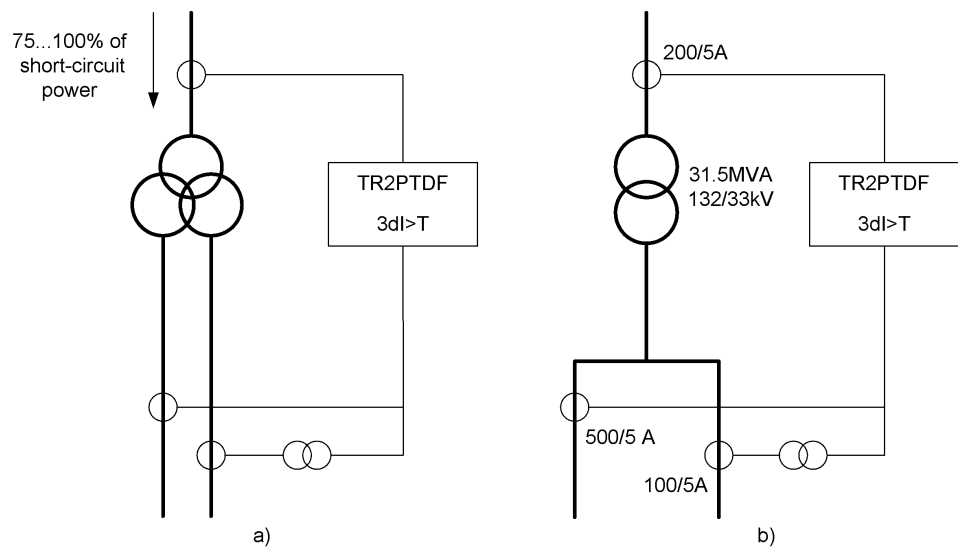 75...100% of
short-circuit
power
TR2PTDF
3dI>T
a)
200/5A
31.5MVA
132/33kV
TR2PTDF
3dI>T
500/5 A
100/5A
b)